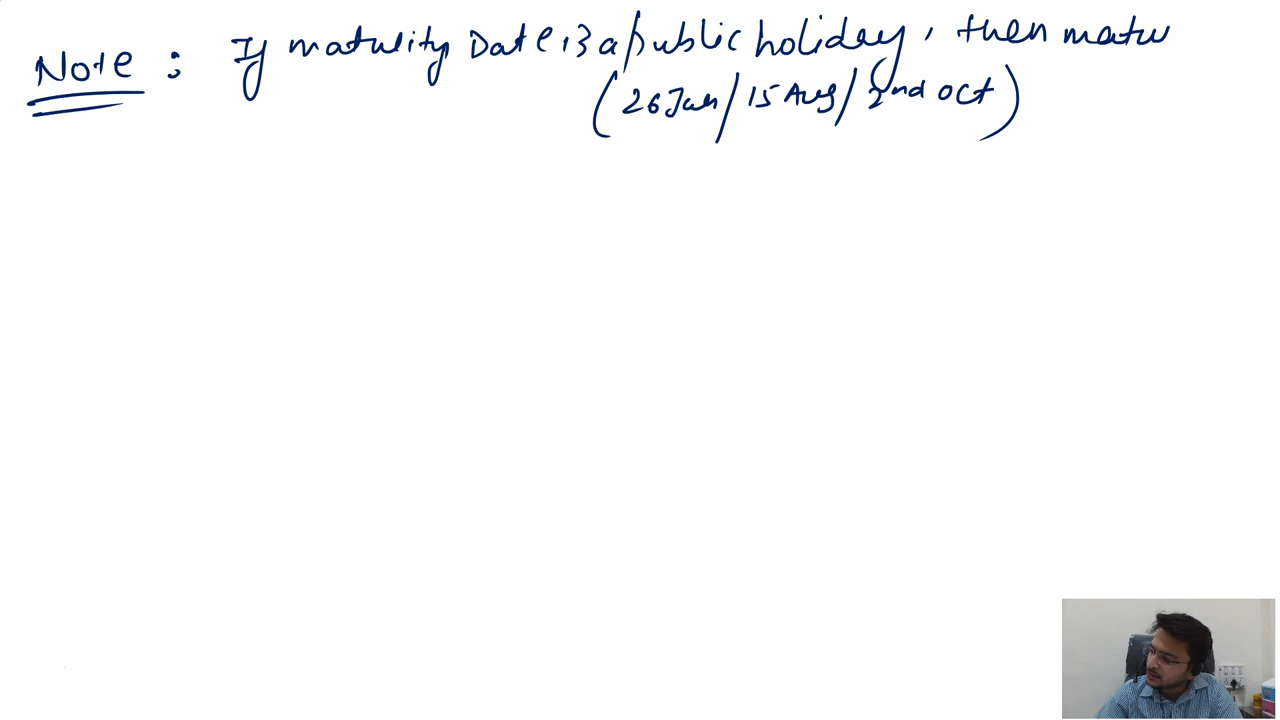 Note : If maturity Date is a public holiday, then matu
(26 Jan/15 Aug/2nd oct)